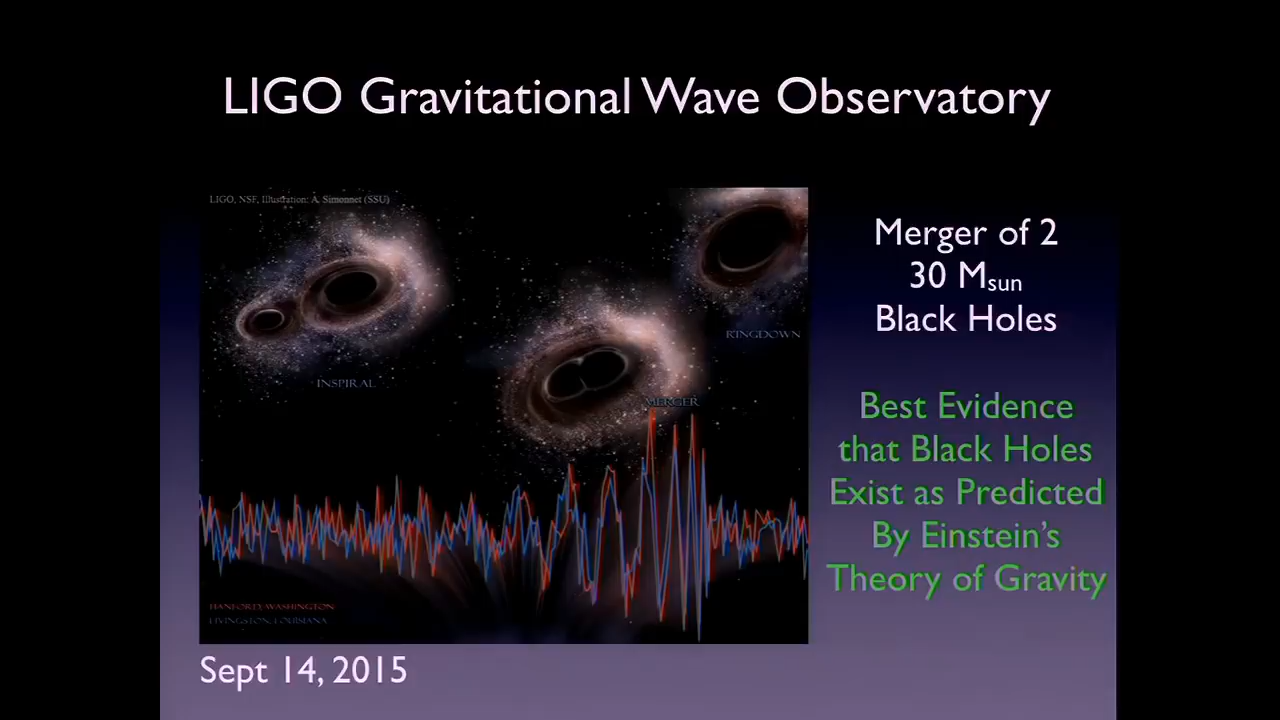 LIGO Gravitational Wave Observatory
LIGO, NSF, Illustration: A. Simonnet (SSU)
Merger of 2
30 Msun
Black Holes
RINGDOWN
INSPIRAL
MERGER
Best Evidence
that Black Holes
Exist as Predicted
By Einstein's
Theory of Gravity
HANFORD, WASHINGTON
LIVINGSTON, LOUISIANA
Sept 14, 2015